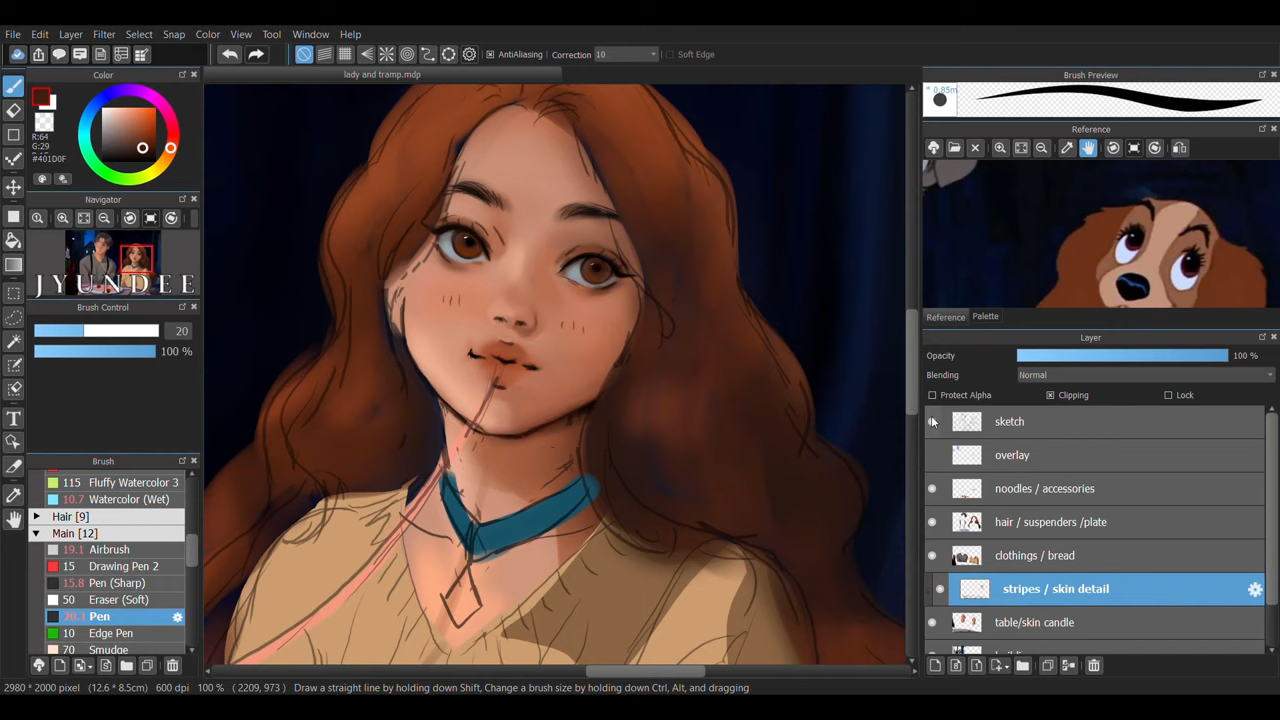 File Edit Layer Filter Select Snap Color View Tool Window Help
AntiAliasing Correction 10 Soft Edge
Color
lady and tramp.mdp
Brush Preview
* 0.85m
Reference
R:64
G:29
#401D0F
Navigator
JYUNDEE
Brush Control
20
100 %
Reference Palette
Layer
Opacity 100 %
Blending Normal
Protect Alpha Clipping Lock
sketch
overlay
noodles / accessories
hair / suspenders /plate
clothings / bread
stripes / skin detail
table/skin candle
Brush
115 Fluffy Watercolor 3
10.7 Watercolor (Wet)
Hair [9]
Main [12]
19.1 Airbrush
15 Drawing Pen 2
15.8 Pen (Sharp)
50 Eraser (Soft)
Pen
10 Edge Pen
70 Smudge
2980 * 2000 pixel (12.6 * 8.5cm) 600 dpi 100 % ( 2209, 973 ) Draw a straight line by holding down Shift, Change a brush size by holding down Ctrl, Alt, and dragging